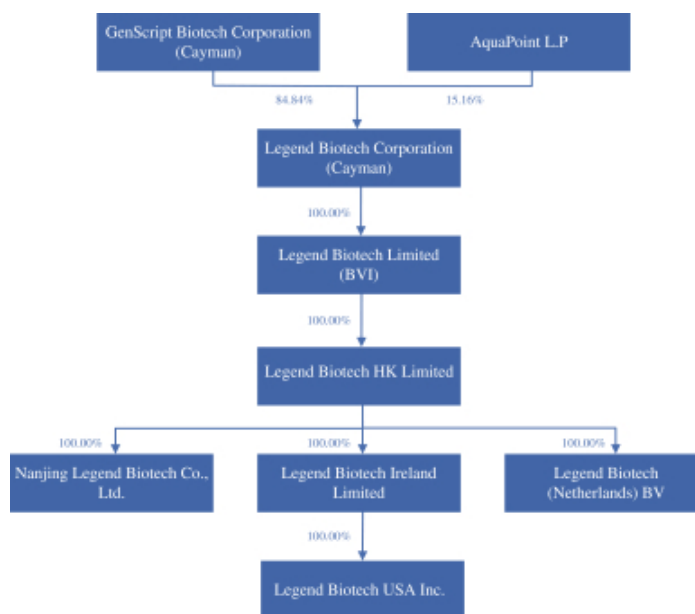 GenScript Biotech Corporation
(Cayman)
AquaPoint L.P
84.84%
15.16%
Legend Biotech Corporation
(Cayman)
100.00%
Legend Biotech Limited
(BVI)
100.00%
Legend Biotech HK Limited
100.00%
100.00%
100.00%
Nanjing Legend Biotech Co.,
Ltd.
Legend Biotech Ireland
Limited
Legend Biotech
(Netherlands) BV
100.00%
Legend Biotech USA Inc.